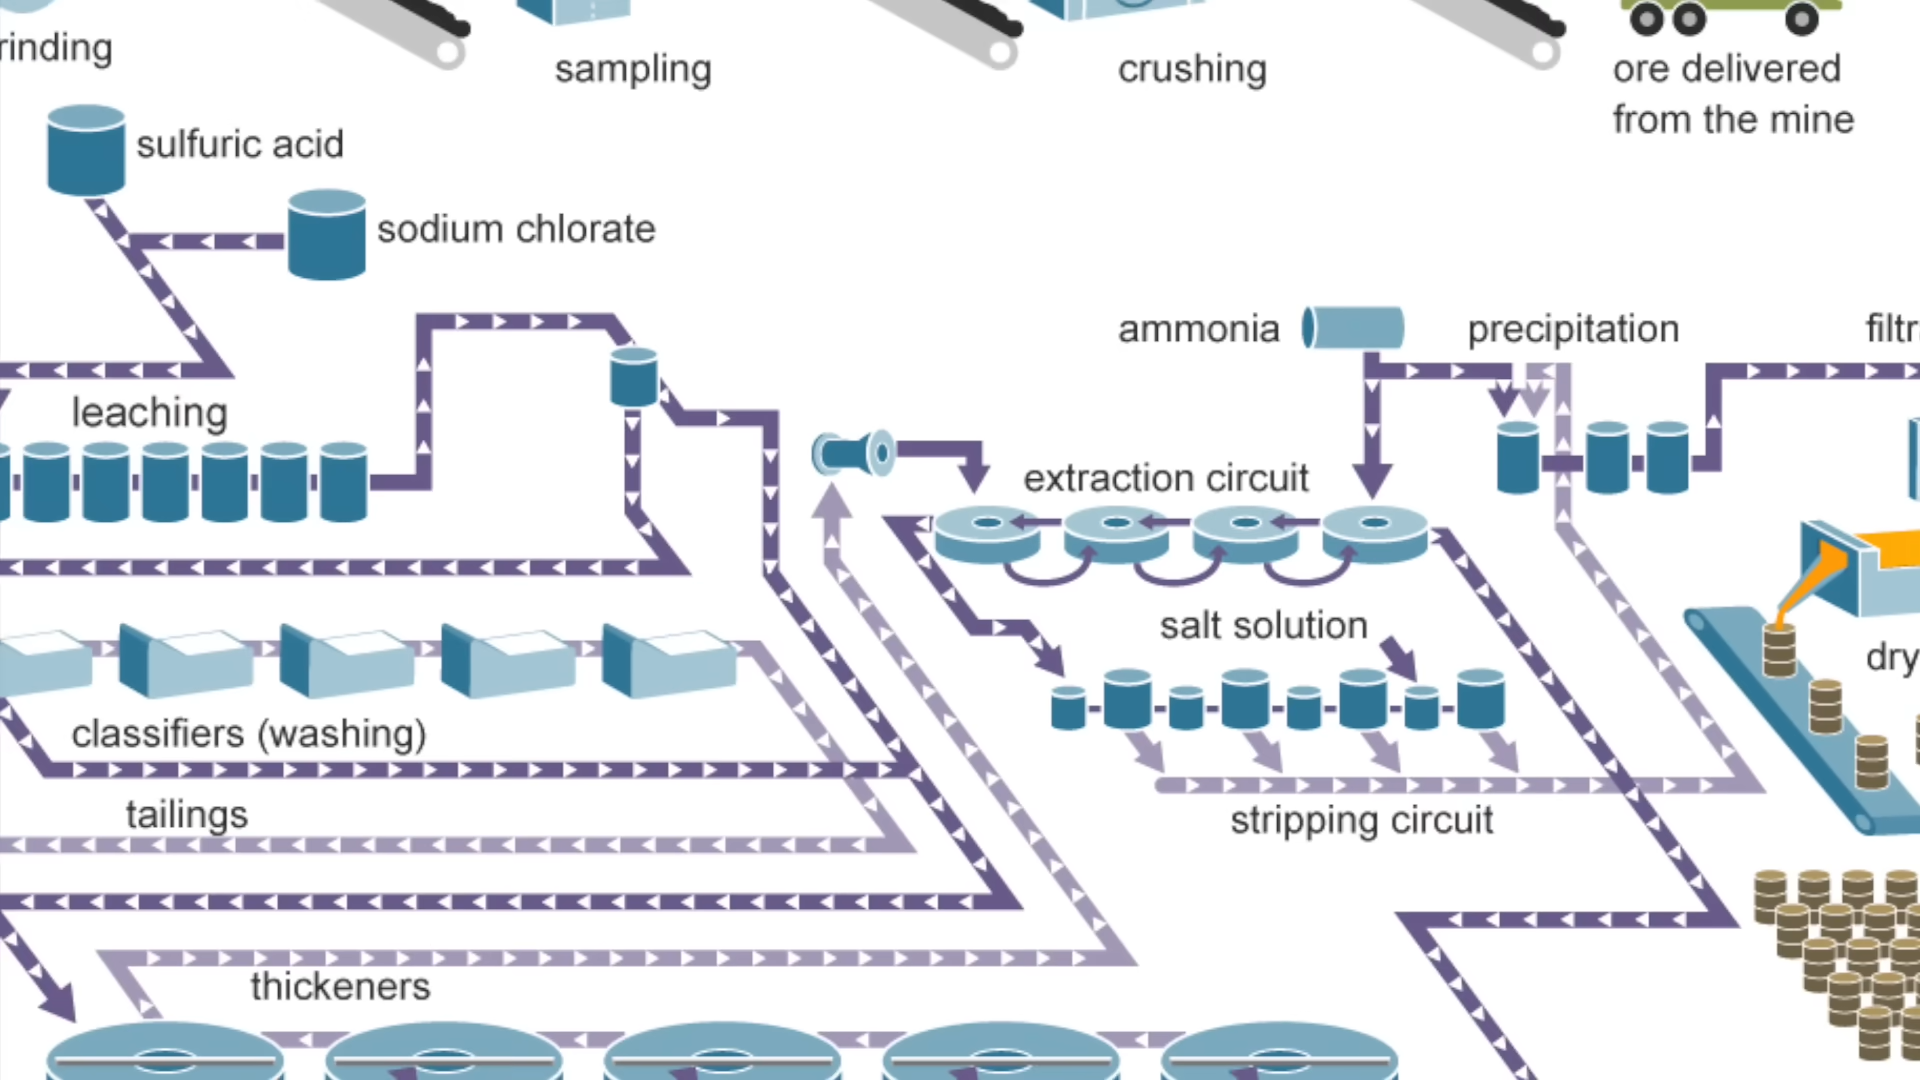 rinding
sampling
crushing
ore delivered
from the mine
sulfuric acid
sodium chlorate
ammonia
precipitation
filtr
leaching
extraction circuit
salt solution
dry
classifiers (washing)
tailings
stripping circuit
thickeners